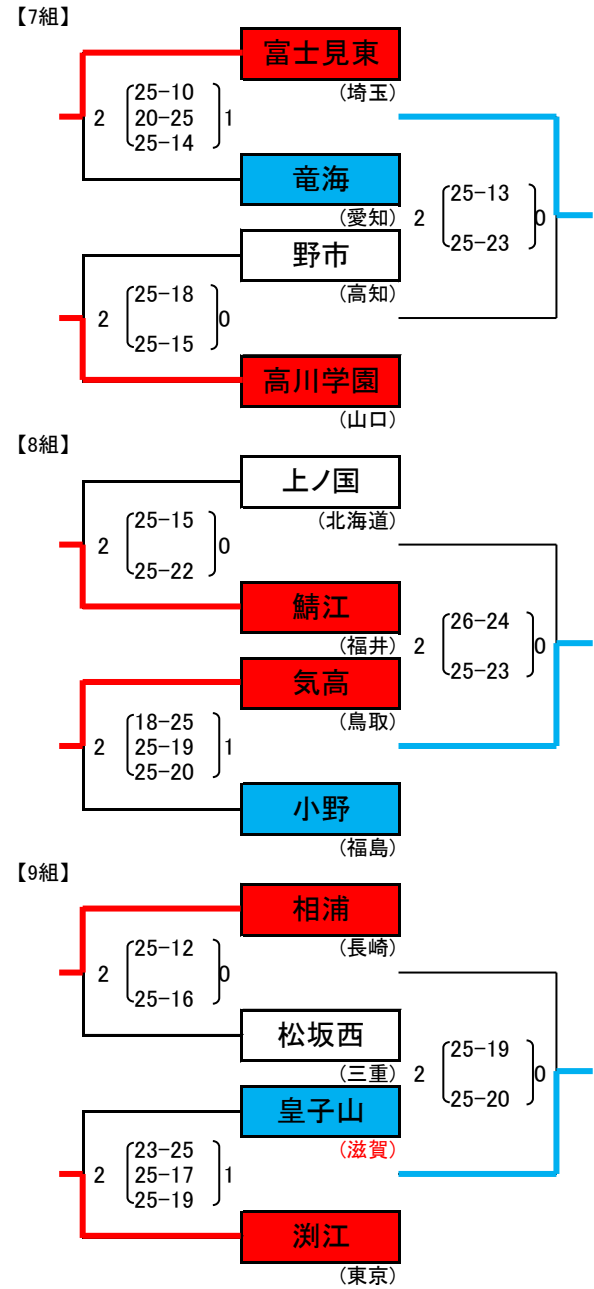 【7組】
富士見東
(埼玉)
2 25-10 1
20-25
25-14
竜海
(愛知)
2 25-13 0
25-23
野市
(高知)
2 25-18 0
25-15
高川学園
(山口)
【8組】
上ノ国
(北海道)
2 25-15 0
25-22
鯖江
(福井)
2 26-24 0
25-23
気高
(鳥取)
2 18-25 1
25-19
25-20
小野
(福島)
【9組】
相浦
(長崎)
2 25-12 0
25-16
松坂西
(三重)
2 25-19 0
25-20
皇子山
(滋賀)
2 23-25 1
25-17
25-19
渕江
(東京)